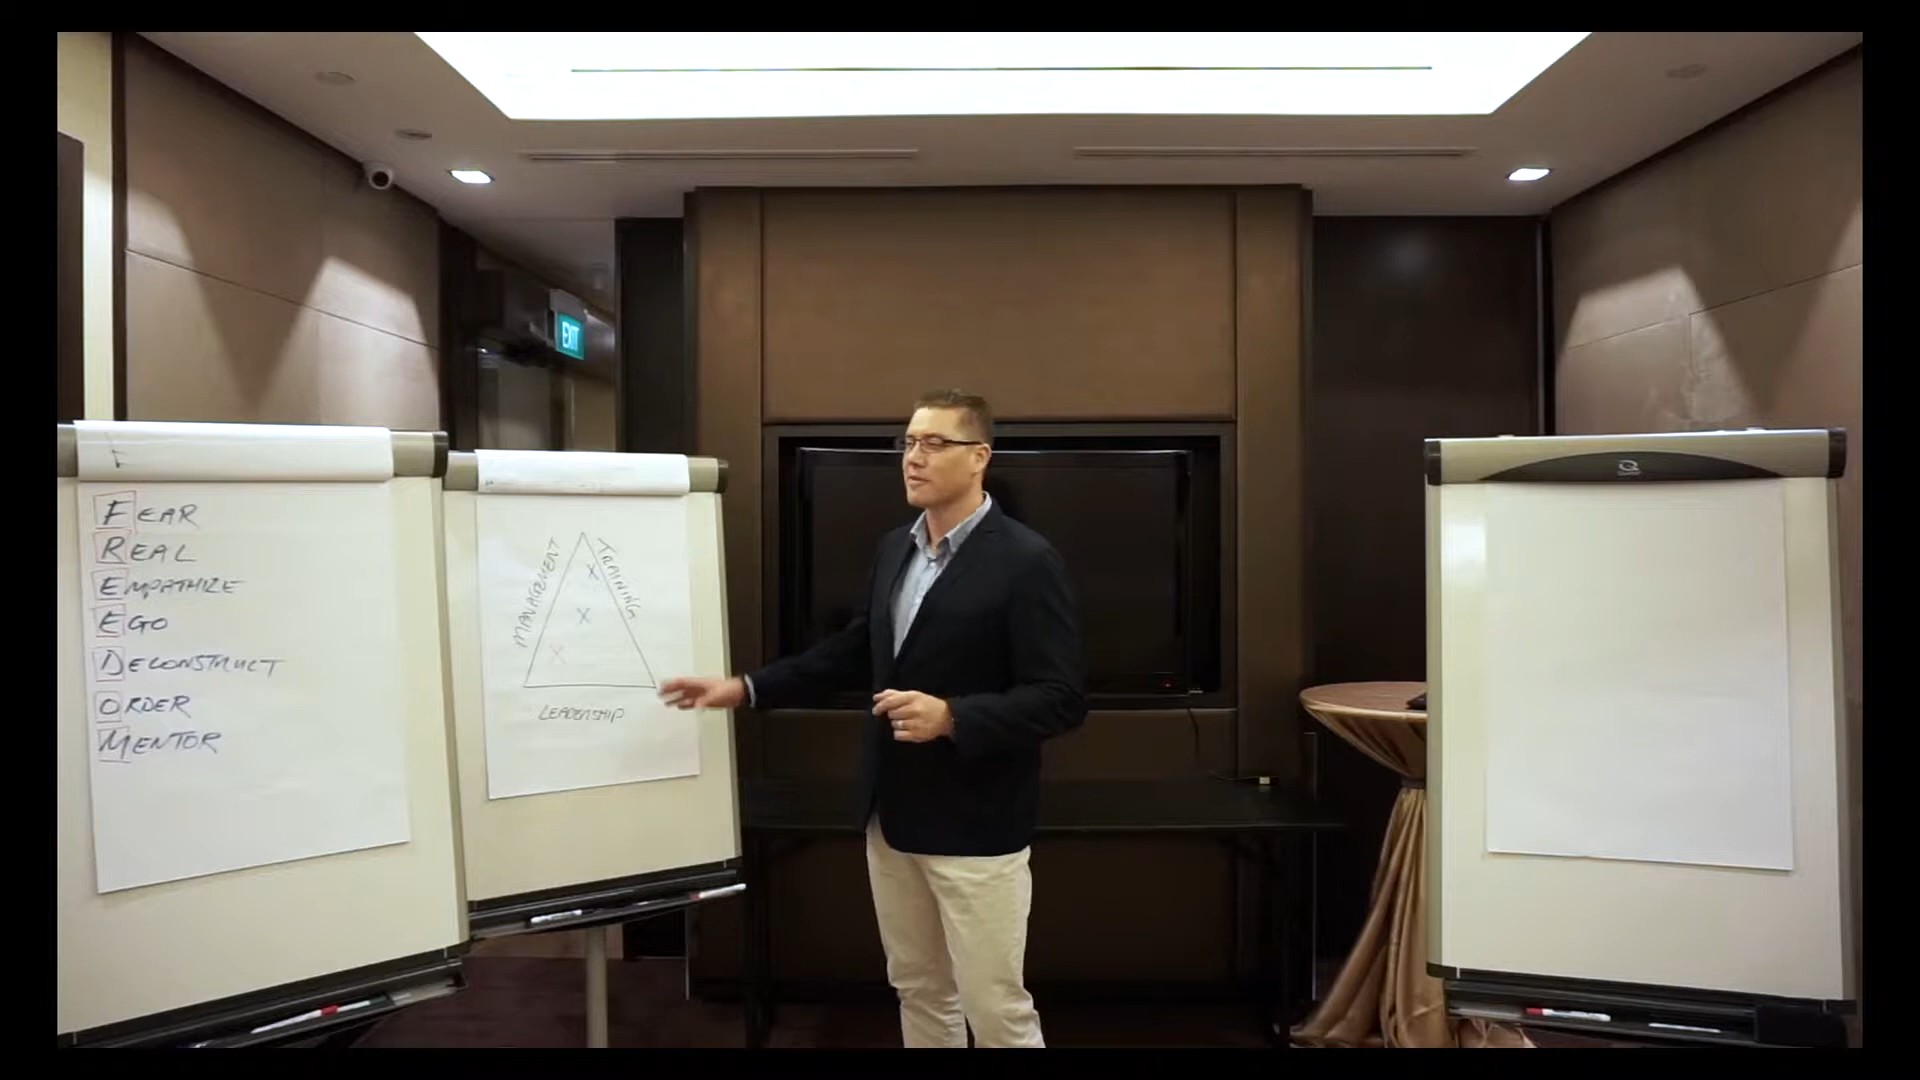 EXIT
FEAR
REAL
EMPATHIZE
EGO
DECONSTRUCT
ORDER
MENTOR
MANAGEMENT
TRAINING
X
X
X
LEADERSHIP